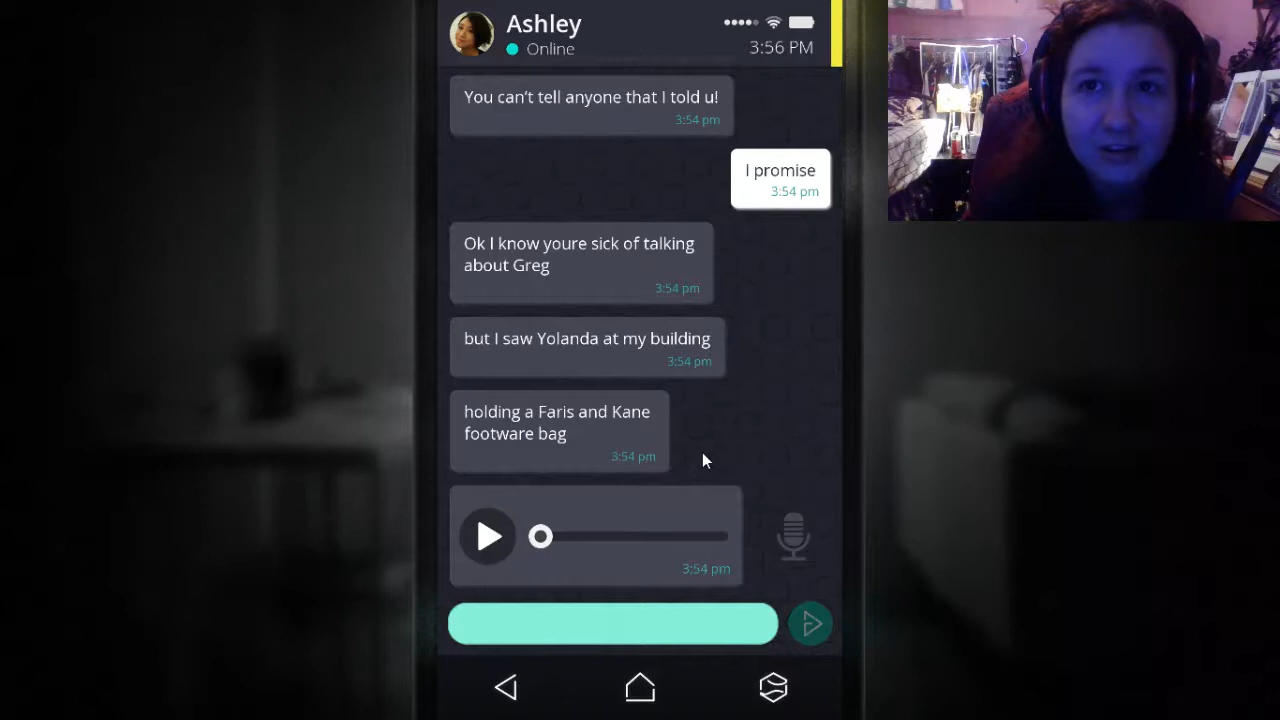 Ashley
Online
3:56 PM
You can't tell anyone that I told u!
3:54 pm
I promise
3:54 pm
Ok I know youre sick of talking
about Greg
3:54 pm
but I saw Yolanda at my building
3:54 pm
holding a Faris and Kane
footware bag
3:54 pm
3:54 pm